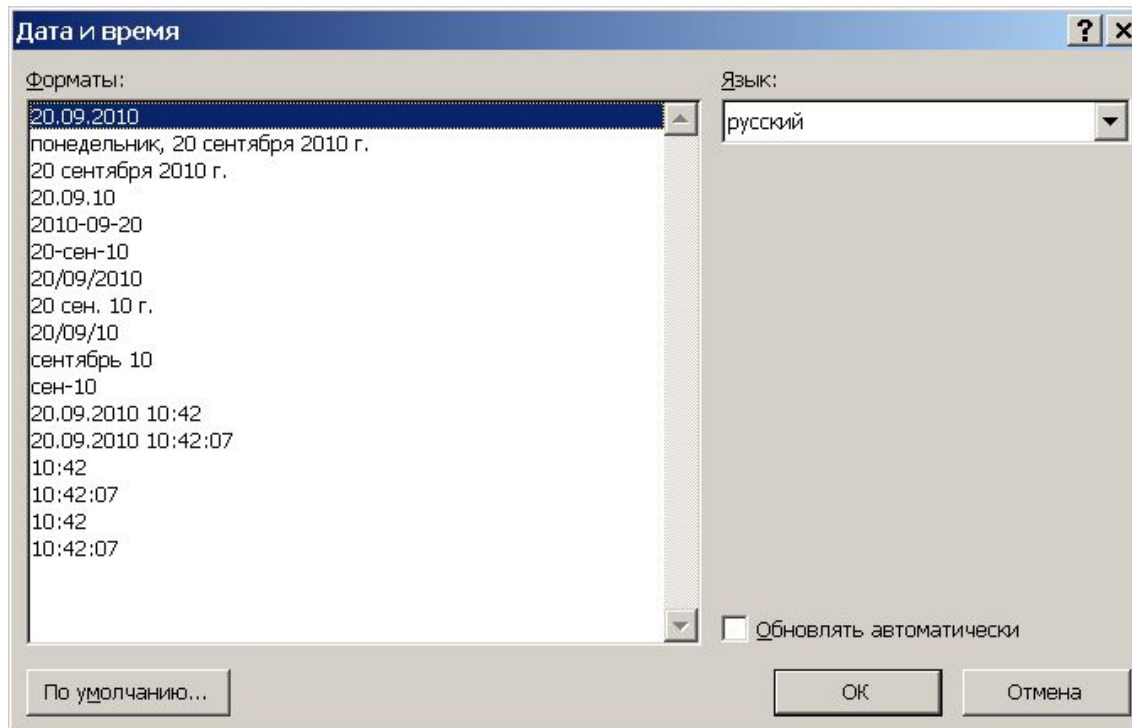 Дата и время
Форматы:
20.09.2010
понедельник, 20 сентября 2010 г.
20 сентября 2010 г.
20.09.10
2010-09-20
20-сен-10
20/09/2010
20 сен. 10 г.
20/09/10
сентябрь 10
сен-10
20.09.2010 10:42
20.09.2010 10:42:07
10:42
10:42:07
10:42
10:42:07
Язык:
русский
Обновлять автоматически
По умолчанию...
ОК
Отмена